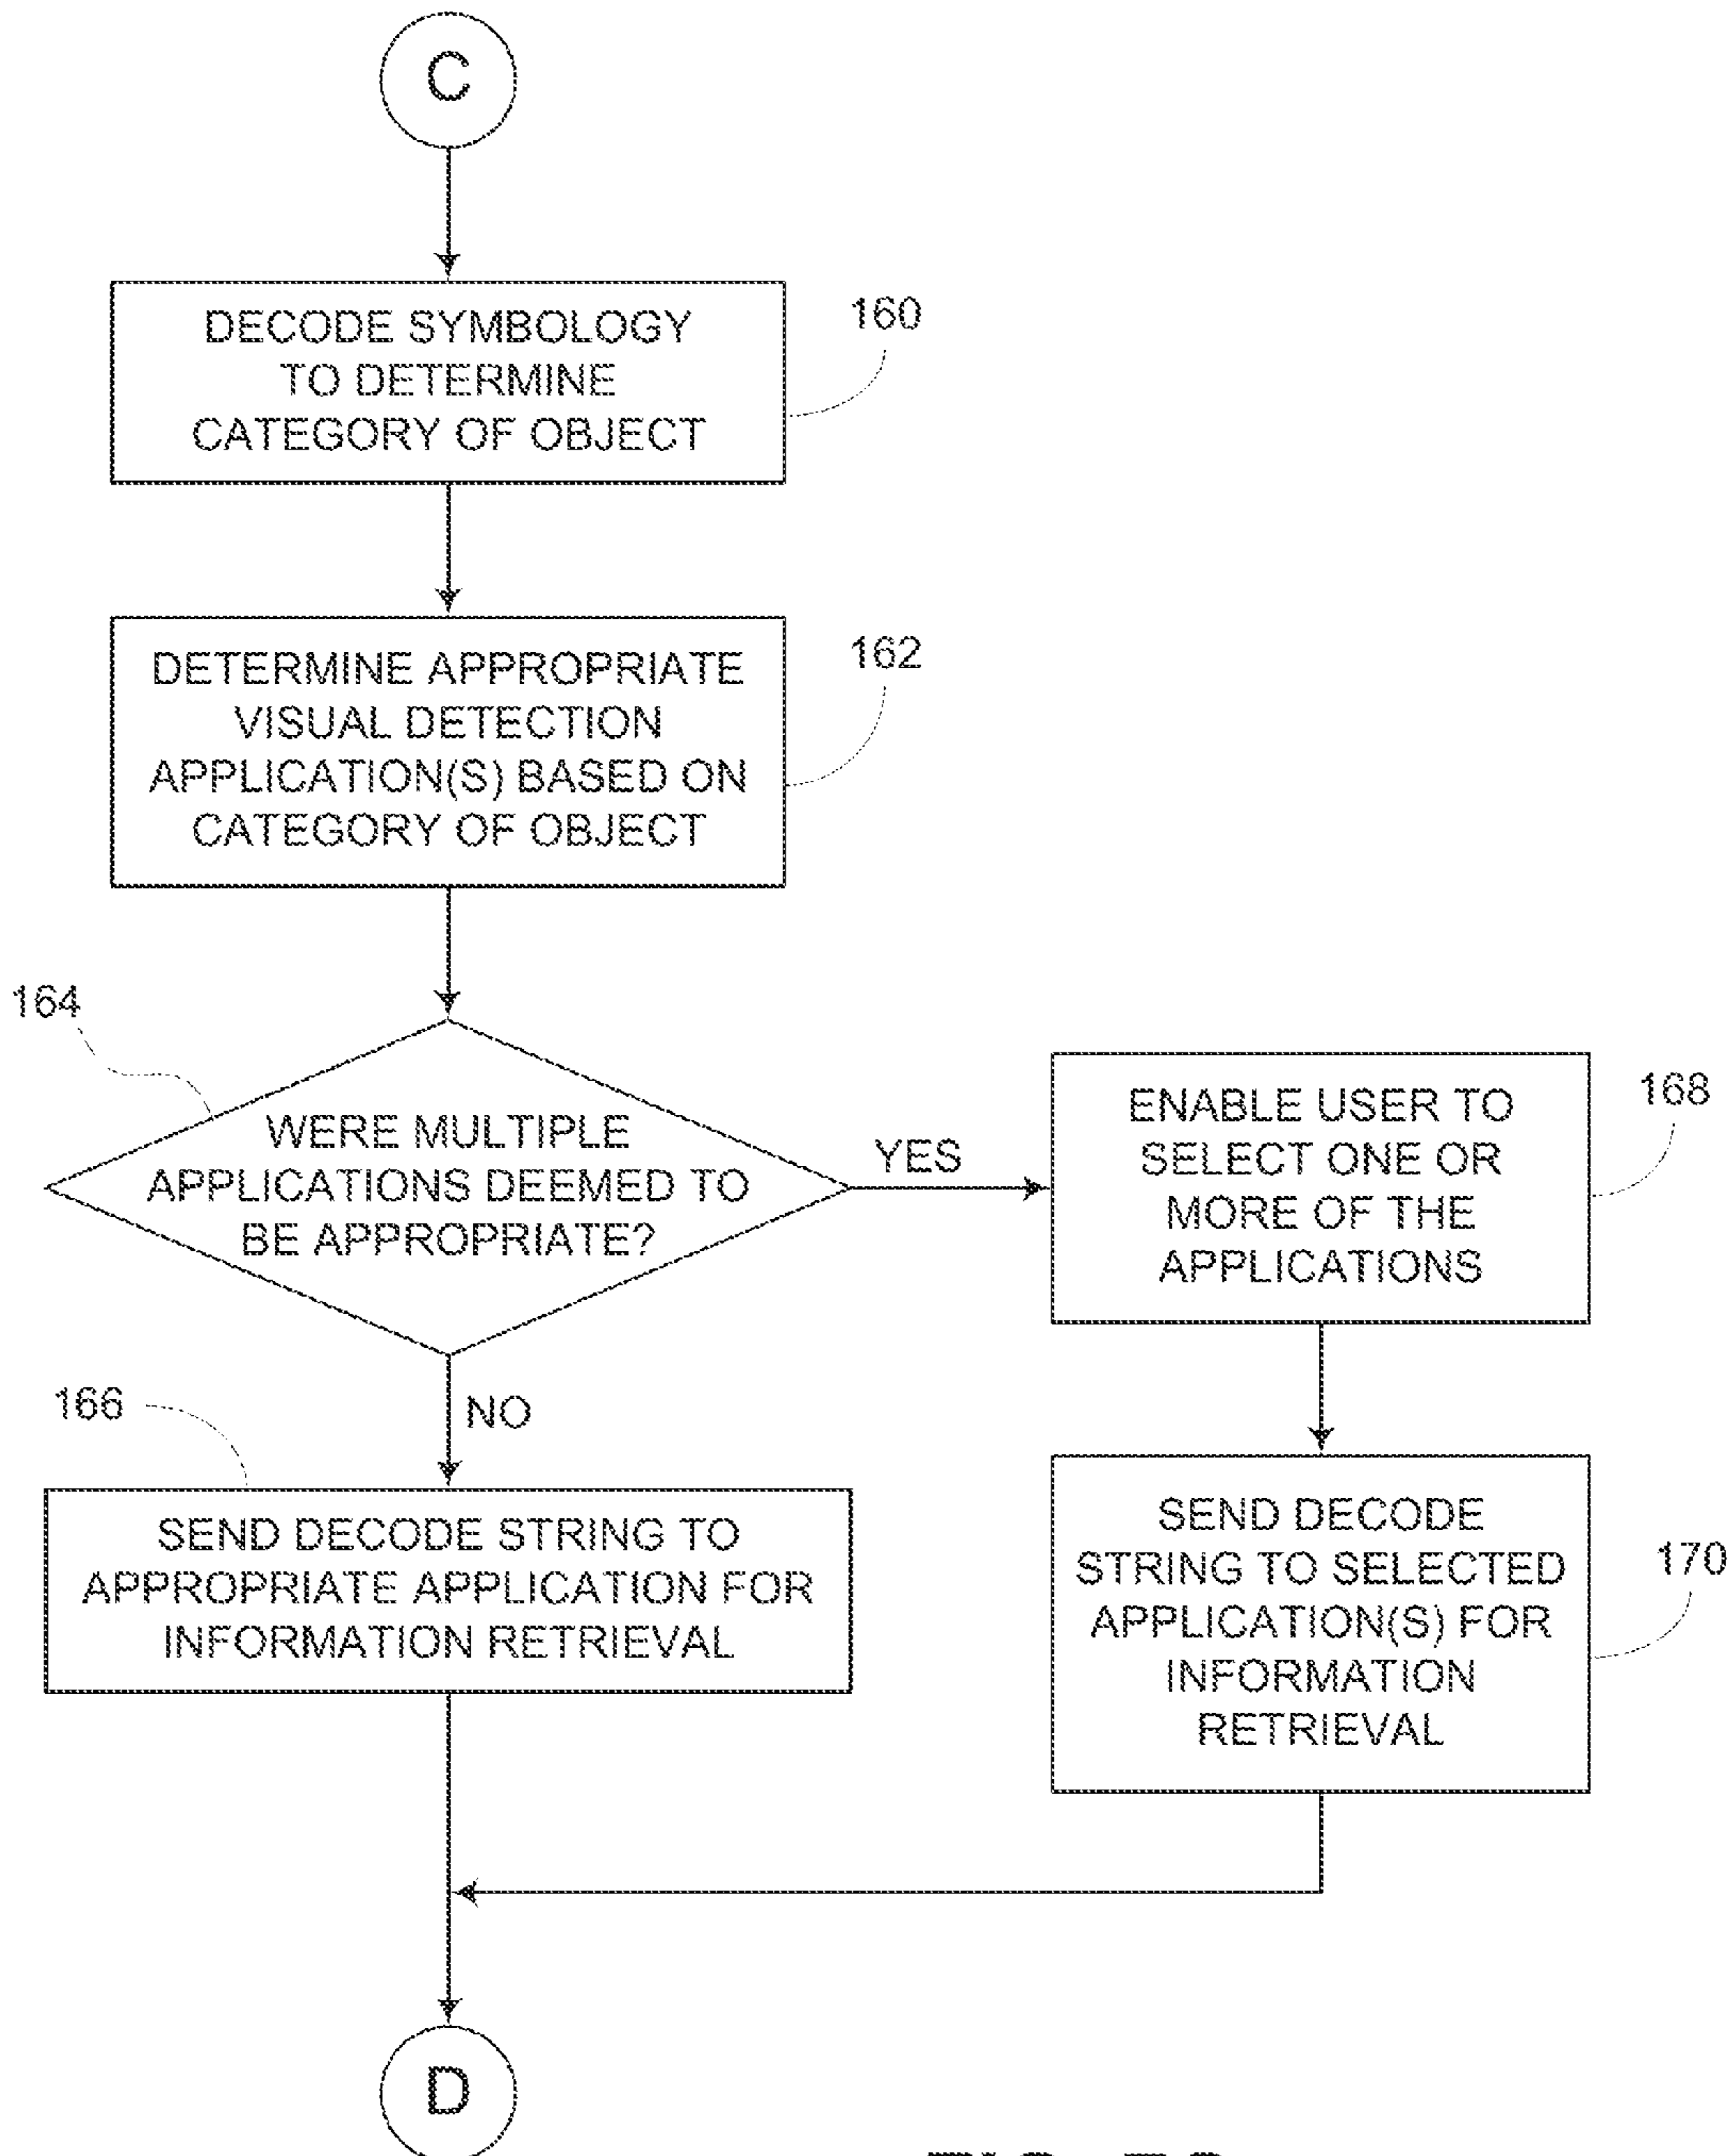 C
DECODE SYMBOLOGY
TO DETERMINE
CATEGORY OF OBJECT
160
DETERMINE APPROPRIATE
VISUAL DETECTION
APPLICATION(S) BASED ON
CATEGORY OF OBJECT
162
164
WERE MULTIPLE
APPLICATIONS DEEMED TO
BE APPROPRIATE?
YES
ENABLE USER TO
SELECT ONE OR
MORE OF THE
APPLICATIONS
168
NO
166
SEND DECODE STRING TO
APPROPRIATE APPLICATION FOR
INFORMATION RETRIEVAL
SEND DECODE
STRING TO SELECTED
APPLICATION(S) FOR
INFORMATION
RETRIEVAL
170
D